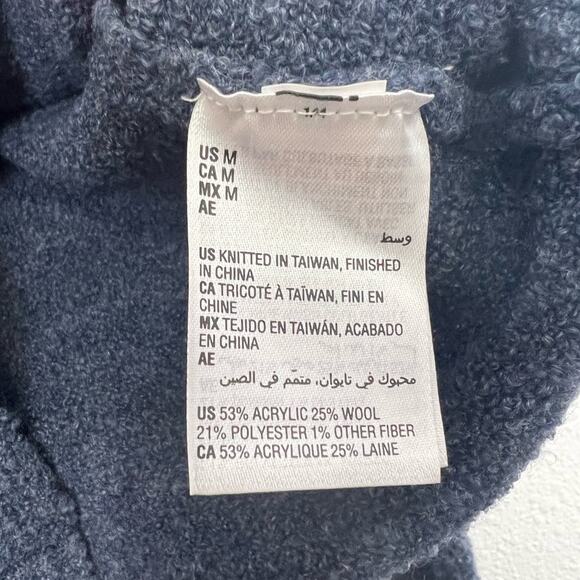 US M
CA M
MX M
AE
وسط
US KNITTED IN TAIWAN, FINISHED
IN CHINA
CA TRICOTÉ À TAÏWAN, FINI EN
CHINE
MX TEJIDO EN TAIWÁN, ACABADO
EN CHINA
AE
محبوك في تايوان، متمّم في الصين
US 53% ACRYLIC 25% WOOL
21% POLYESTER 1% OTHER FIBER
CA 53% ACRYLIQUE 25% LAINE